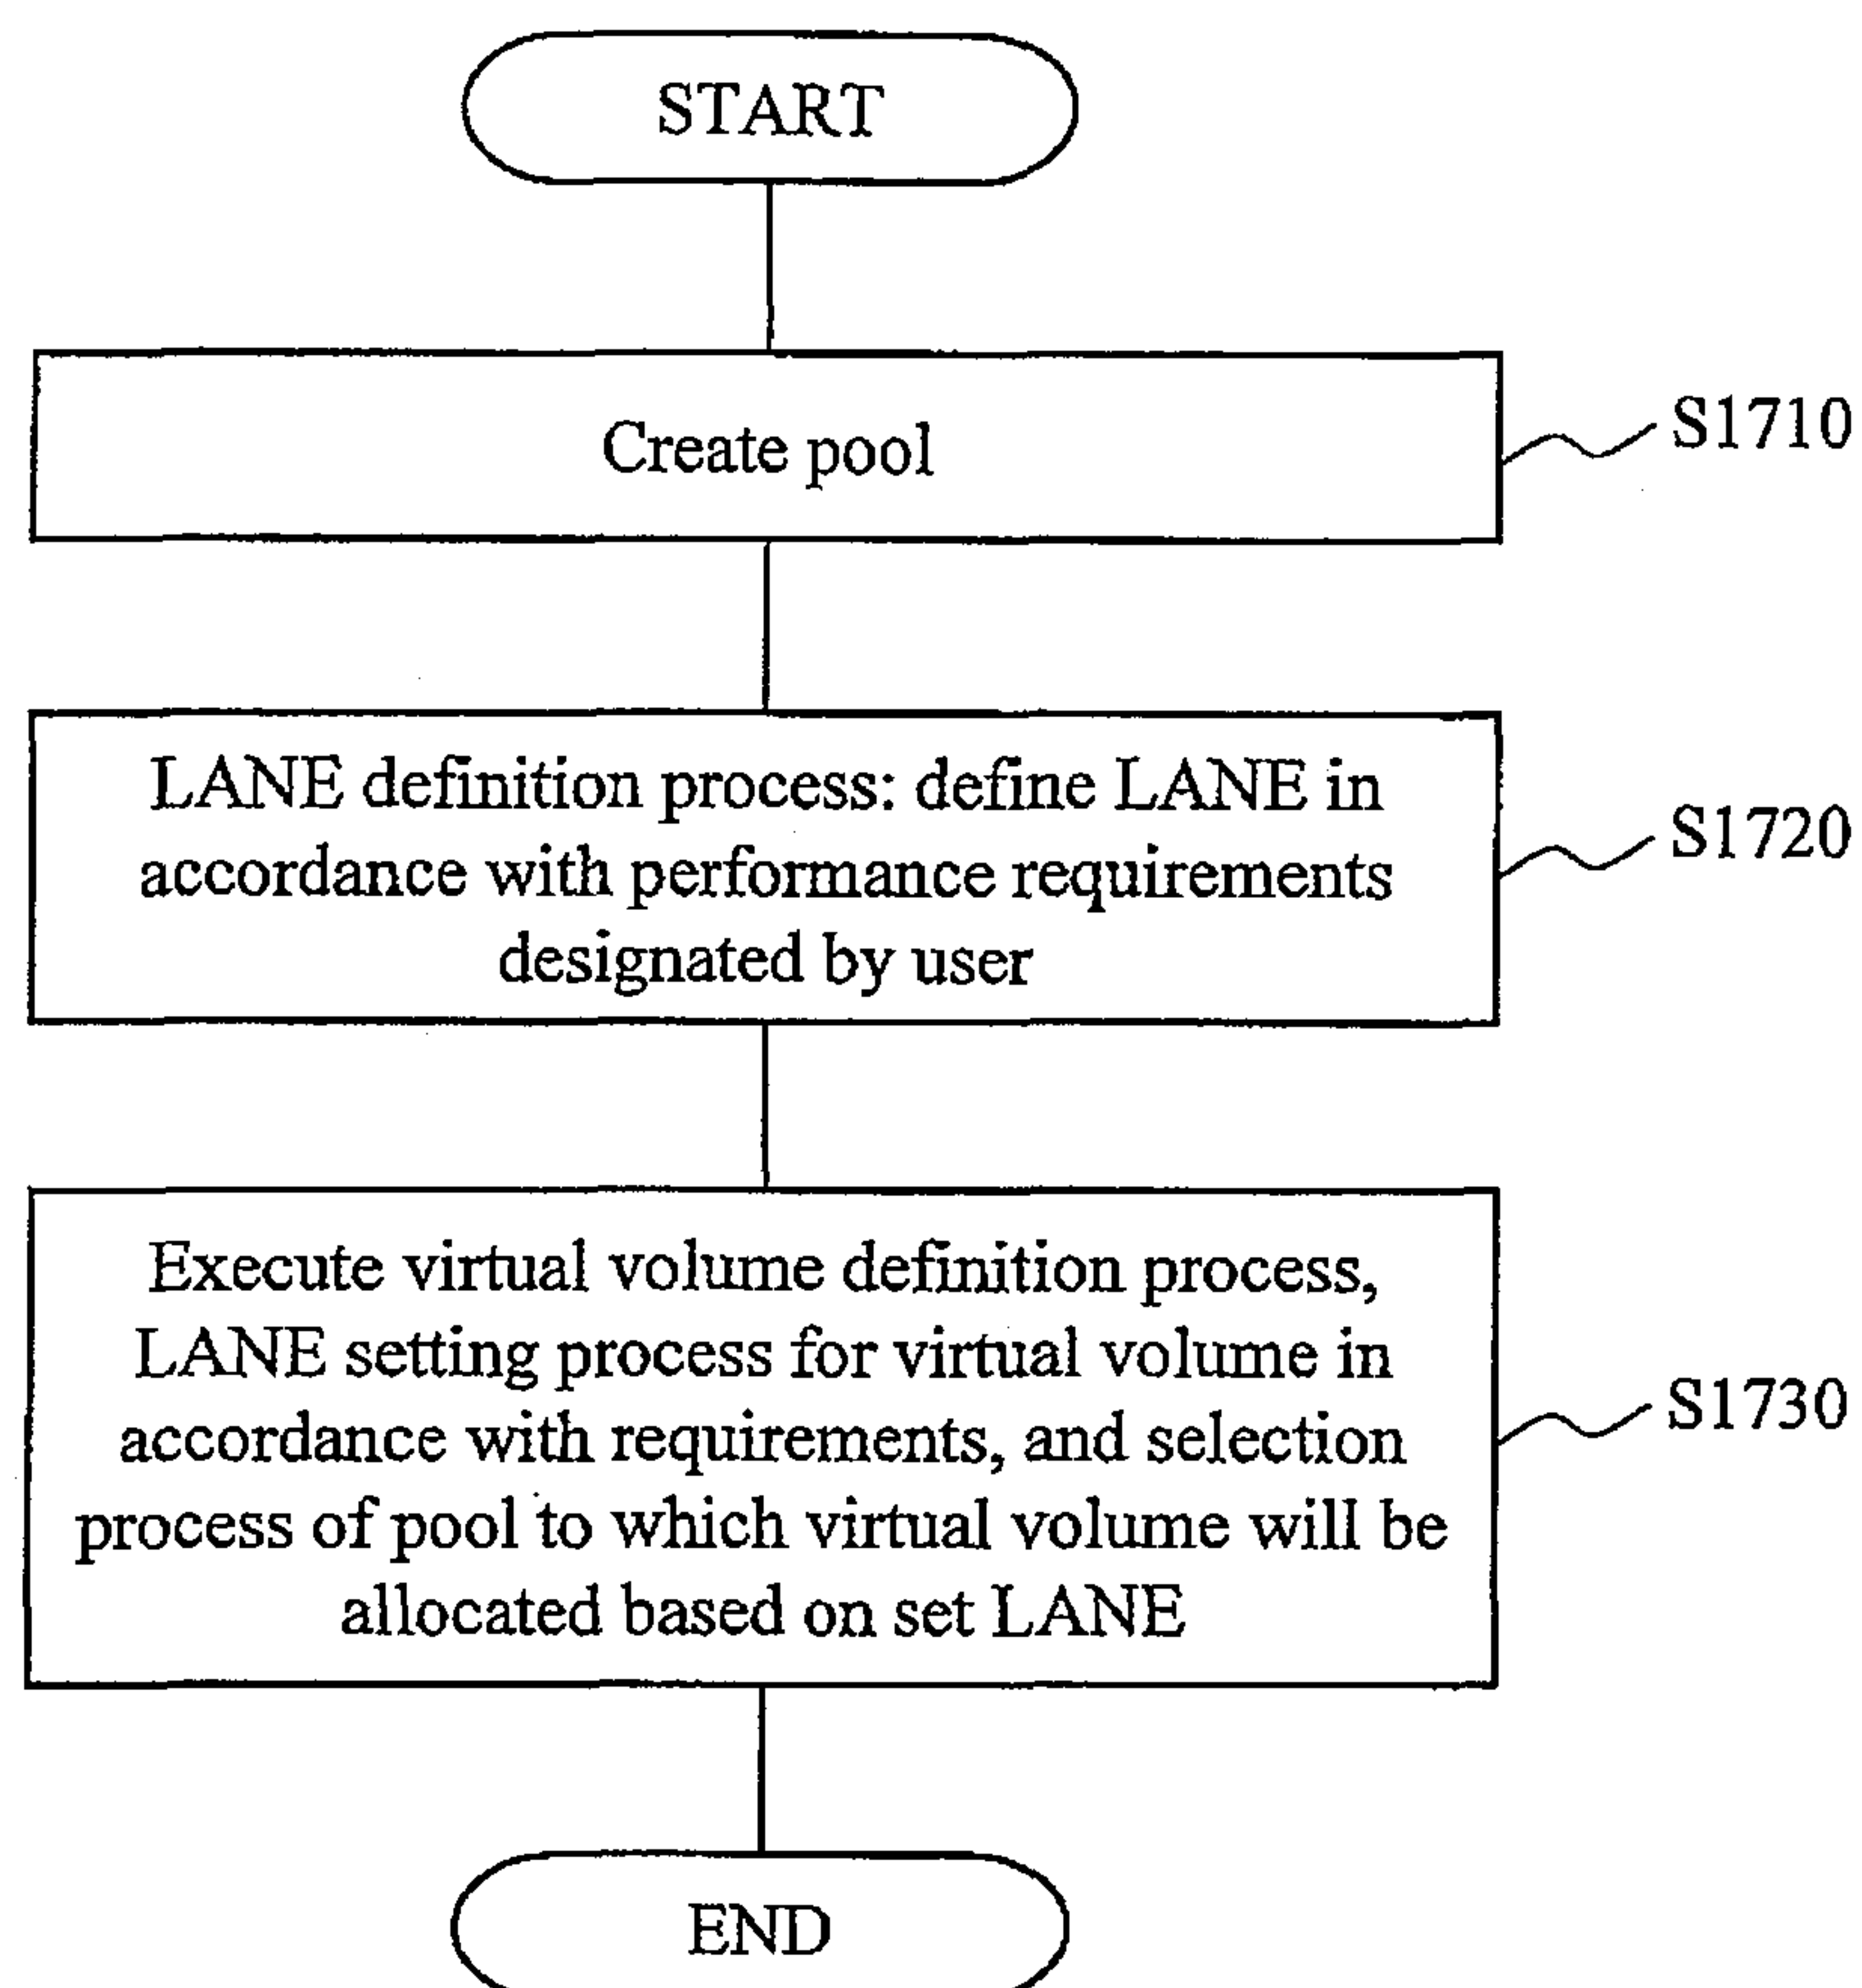 START
Create pool
S1710
LANE definition process: define LANE in
accordance with performance requirements
designated by user
S1720
Execute virtual volume definition process,
LANE setting process for virtual volume in
accordance with requirements, and selection
process of pool to which virtual volume will be
allocated based on set LANE
S1730
END